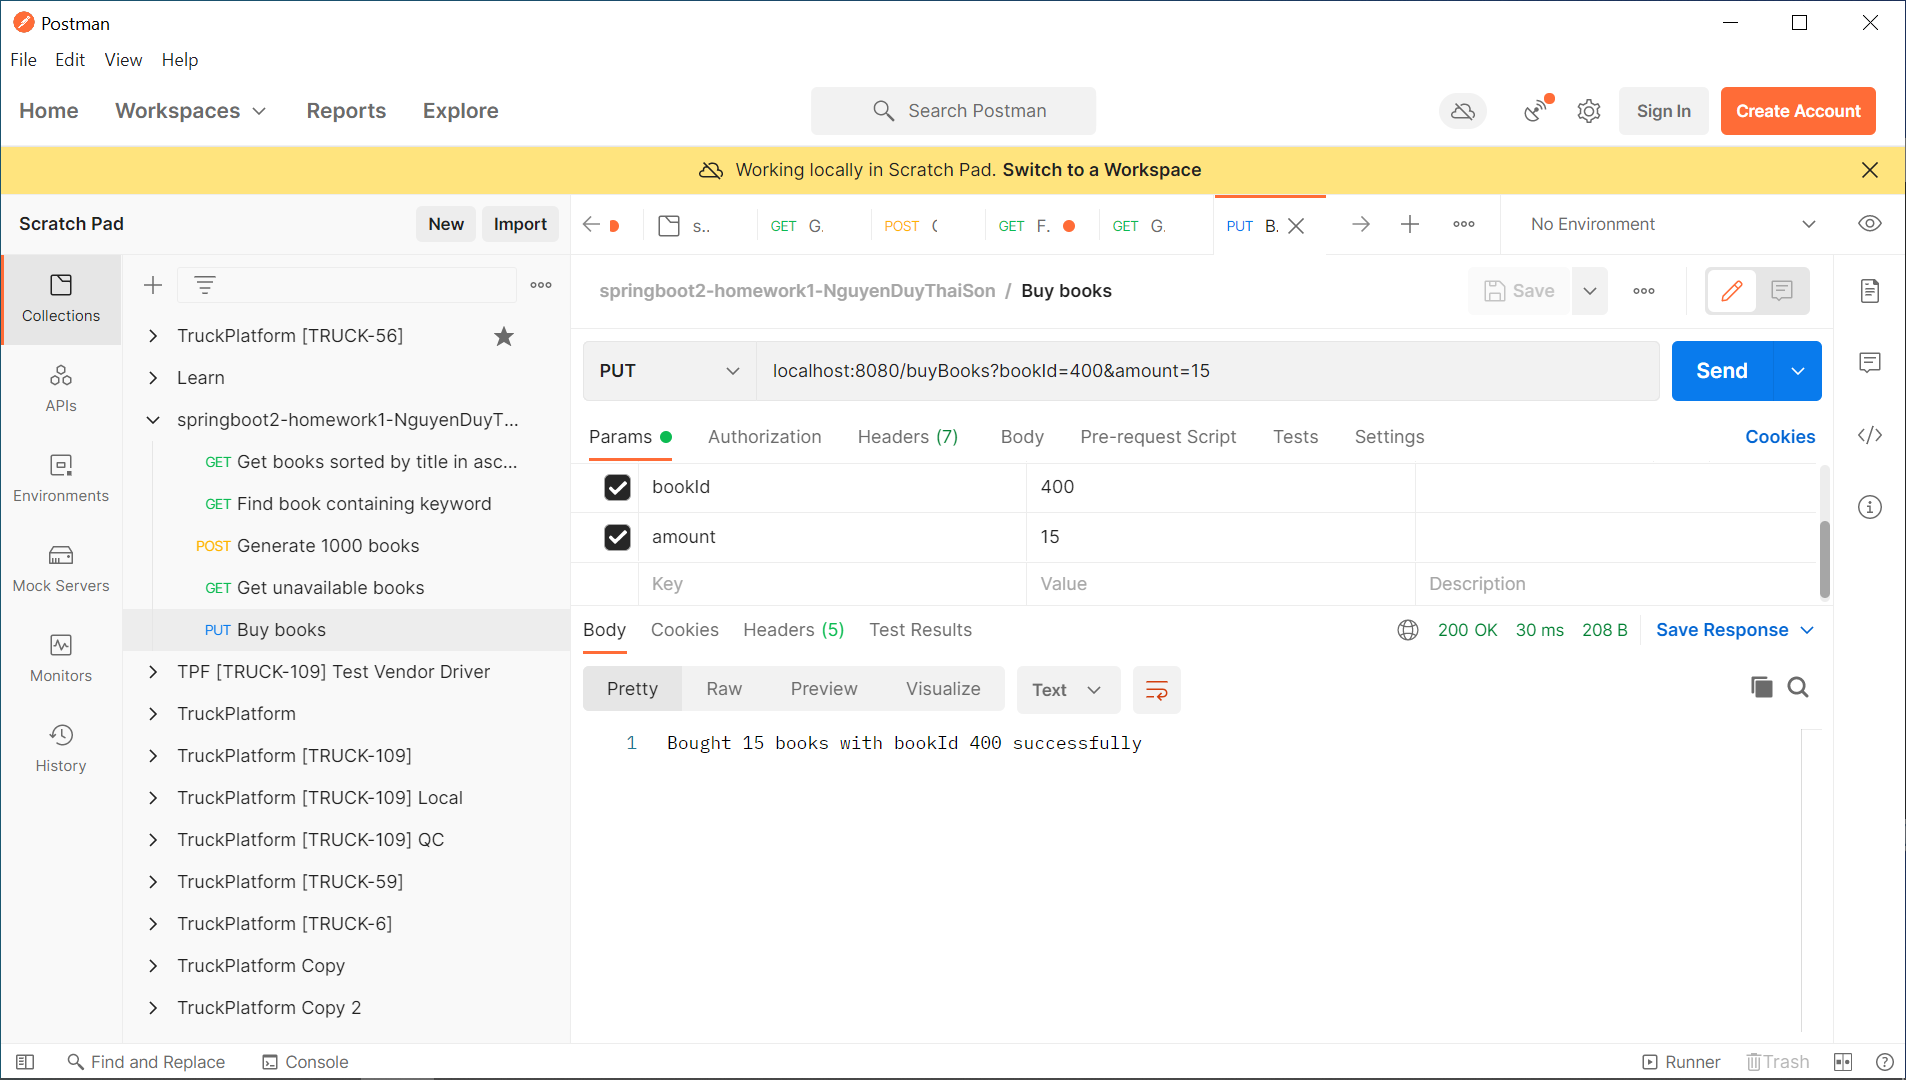 Postman
File Edit View Help
Home Workspaces Reports Explore
Search Postman
Sign In
Create Account
Working locally in Scratch Pad. Switch to a Workspace
Scratch Pad
New
Import
s..
GET G.
POST
GET F.
GET G.
PUT B.
No Environment
Collections
APIs
Environments
Mock Servers
Monitors
History
TruckPlatform [TRUCK-56]
Learn
springboot2-homework1-NguyenDuyT...
GET Get books sorted by title in asc...
GET Find book containing keyword
POST Generate 1000 books
GET Get unavailable books
PUT Buy books
TPF [TRUCK-109] Test Vendor Driver
TruckPlatform
TruckPlatform [TRUCK-109]
TruckPlatform [TRUCK-109] Local
TruckPlatform [TRUCK-109] QC
TruckPlatform [TRUCK-59]
TruckPlatform [TRUCK-6]
TruckPlatform Copy
TruckPlatform Copy 2
springboot2-homework1-NguyenDuyThaiSon / Buy books
Save
PUT
localhost:8080/buyBooks?bookId=400&amount=15
Send
Params Authorization Headers (7) Body Pre-request Script Tests Settings
Cookies
bookId 400
amount 15
Key Value Description
Body Cookies Headers (5) Test Results
200 OK 30 ms 208 B Save Response
Pretty Raw Preview Visualize Text
1 Bought 15 books with bookId 400 successfully
Find and Replace
Console
Runner
Trash